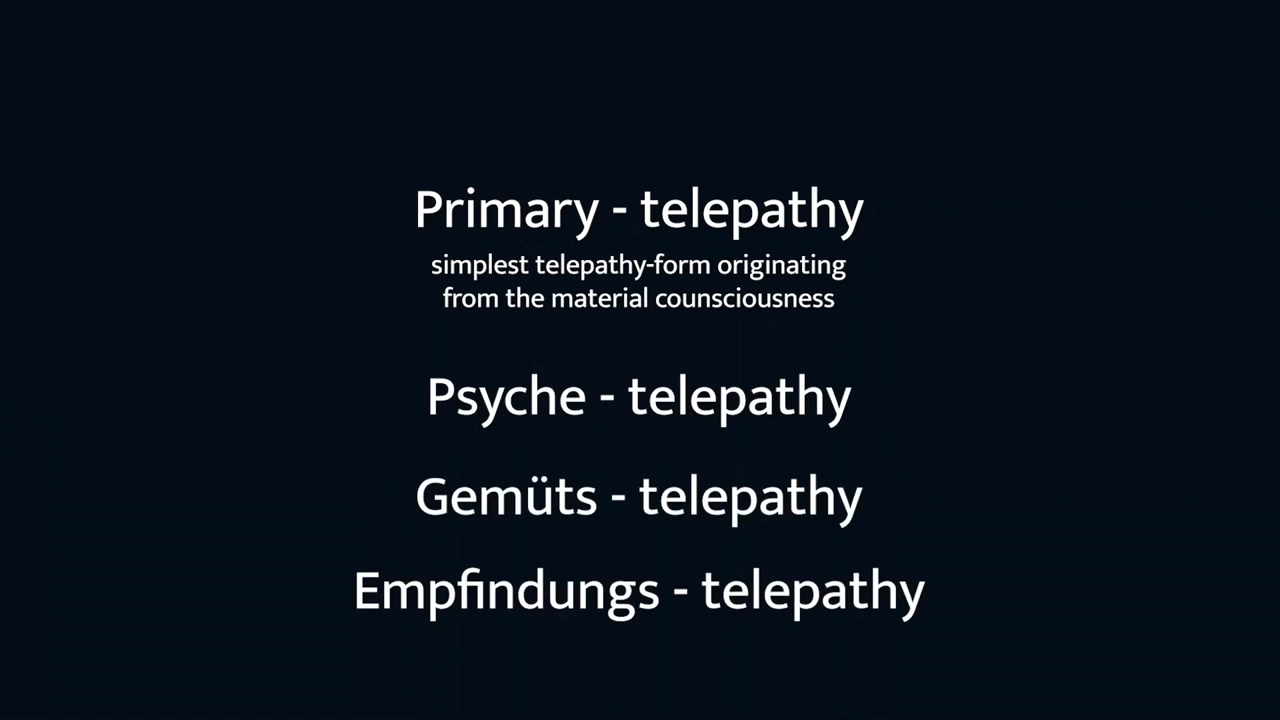 Primary - telepathy
simplest telepathy-form originating
from the material counsciousness
Psyche - telepathy
Gemüts - telepathy
Empfindungs - telepathy